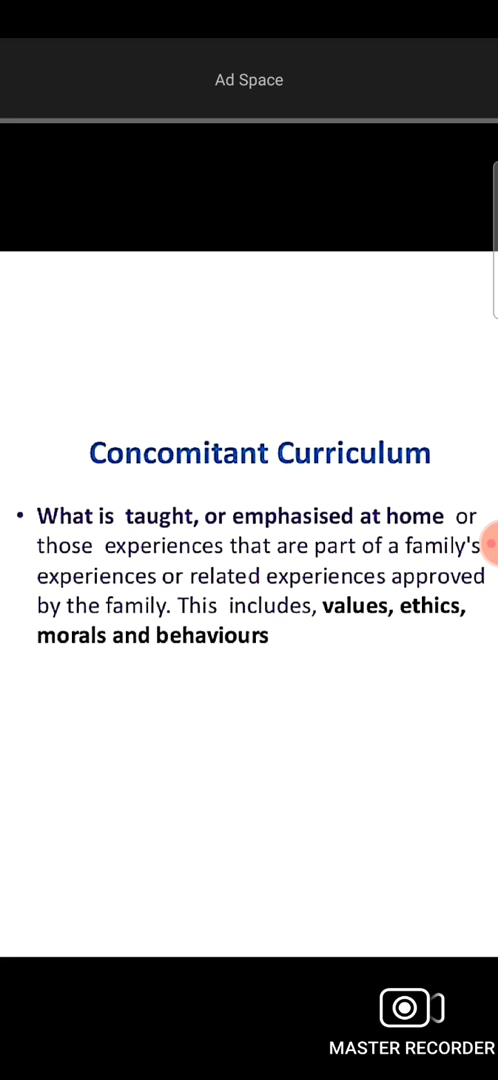 Ad Space
Concomitant Curriculum
• What is taught, or emphasised at home or
those experiences that are part of a family's
experiences or related experiences approved
by the family. This includes, values, ethics,
morals and behaviours
MASTER RECORDER